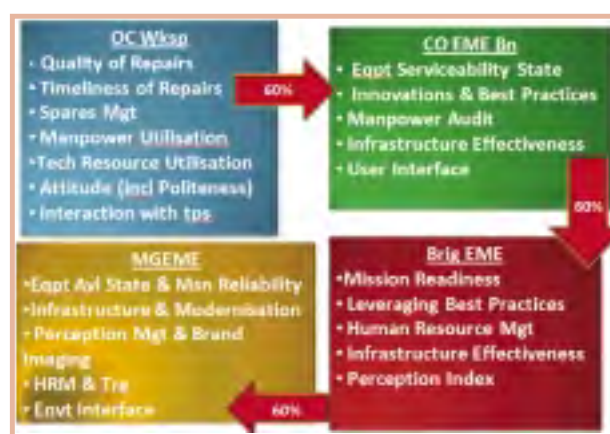 OC Wksp
• Quality of Repairs
• Timeliness of Repairs
• Spares Mgt
• Manpower Utilisation
•Tech Resource Utilisation
• Attitude (incl Politeness)
• Interaction with tps
60%
CO EME Bn
• Eqpt Serviceability State
• Innovations & Best Practices
• Manpower Audit
• Infrastructure Effectiveness
• User Interface
60%
Brig EME
•Mission Readiness
• Leveraging Best Practices
• Human Resource Mgt
• Infrastructure Effectiveness
• Perception Index
60%
MGEME
•Eqpt Avl State & Msn Reliability
•Infrastructure & Modernisation
• Perception Mgt & Brand
Imaging
• HRM & Trg
• Envt Interface